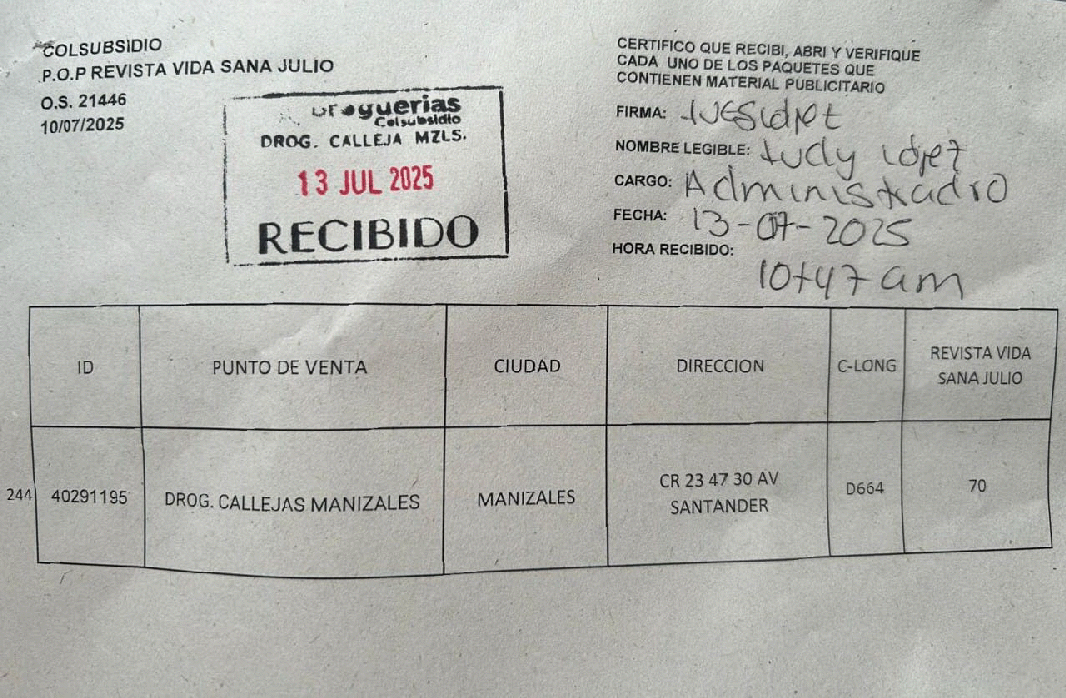 COLSUBSIDIO
P.O.P REVISTA VIDA SANA JULIO
O.S. 21446
10/07/2025
Droguerias
Colsubsidio
DROG. CALLEJA MZLS.
13 JUL 2025
RECIBIDO
CERTIFICO QUE RECIBI, ABRI Y VERIFIQUE
CADA UNO DE LOS PAQUETES QUE
CONTIENEN MATERIAL PUBLICITARIO
FIRMA:
NOMBRE LEGIBLE: Ludy López
CARGO: Administrad
FECHA: 13-07-2025
HORA RECIBIDO:
10+47 am
ID PUNTO DE VENTA CIUDAD DIRECCION C-LONG REVISTA VIDA
SANA JULIO
244 40291195 DROG. CALLEJAS MANIZALES MANIZALES CR 23 47 30 AV D664 70
SANTANDER